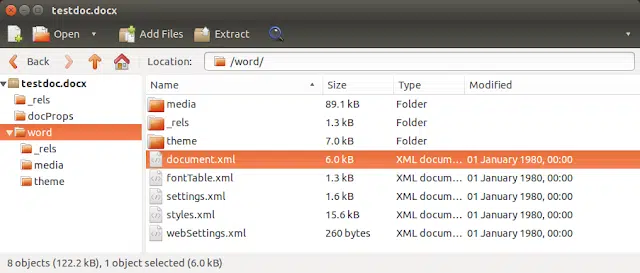 testdoc.docx
Open Add Files Extract
Back Location: /word/
testdoc.docx
_rels
docProps
word
_rels
media
theme
Name Size Type Modified
media 89.1 kB Folder
_rels 1.3 kB Folder
theme 7.0 kB Folder
document.xml 6.0 kB XML docum... 01 January 1980, 00:00
fontTable.xml 1.3 kB XML docum... 01 January 1980, 00:00
settings.xml 1.6 kB XML docum... 01 January 1980, 00:00
styles.xml 15.6 kB XML docum... 01 January 1980, 00:00
webSettings.xml 260 bytes XML docum... 01 January 1980, 00:00
8 objects (122.2 kB), 1 object selected (6.0 kB)